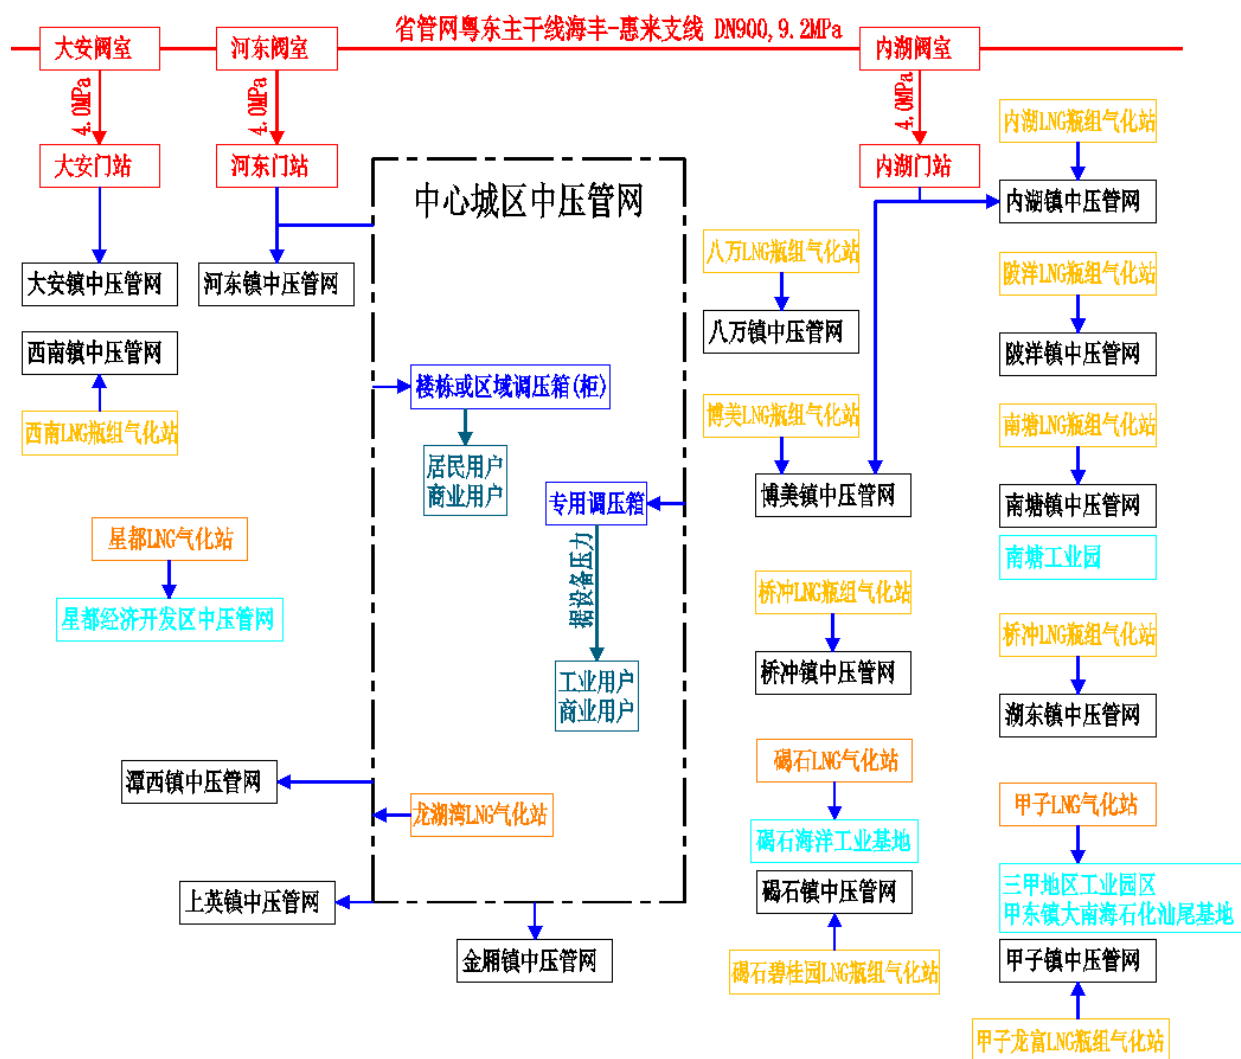 省管网粤东主干线海丰-惠来支线 DN900,9.2MPa
大安阀室
河东阀室
内湖阀室
4.0MPa
4.0MPa
4.0MPa
大安门站
河东门站
内湖门站
内湖LNG瓶组气化站
中心城区中压管网
内湖镇中压管网
八万LNG瓶组气化站
陂洋LNG瓶组气化站
大安镇中压管网
河东镇中压管网
八万镇中压管网
陂洋镇中压管网
西南镇中压管网
楼栋或区域调压箱(柜)
西南LNG瓶组气化站
博美LNG瓶组气化站
南塘LNG瓶组气化站
居民用户
商业用户
专用调压箱
博美镇中压管网
南塘镇中压管网
星都LNG气化站
南塘工业园
据设备压力
星都经济开发区中压管网
桥冲LNG瓶组气化站
桥冲LNG瓶组气化站
工业用户
商业用户
桥冲镇中压管网
湖东镇中压管网
潭西镇中压管网
龙湖湾LNG气化站
碣石LNG气化站
甲子LNG气化站
碣石海洋工业基地
上英镇中压管网
碣石镇中压管网
三甲地区工业园区
甲东镇大南海石化汕尾基地
金厢镇中压管网
碣石碧桂园LNG瓶组气化站
甲子镇中压管网
甲子龙富LNG瓶组气化站